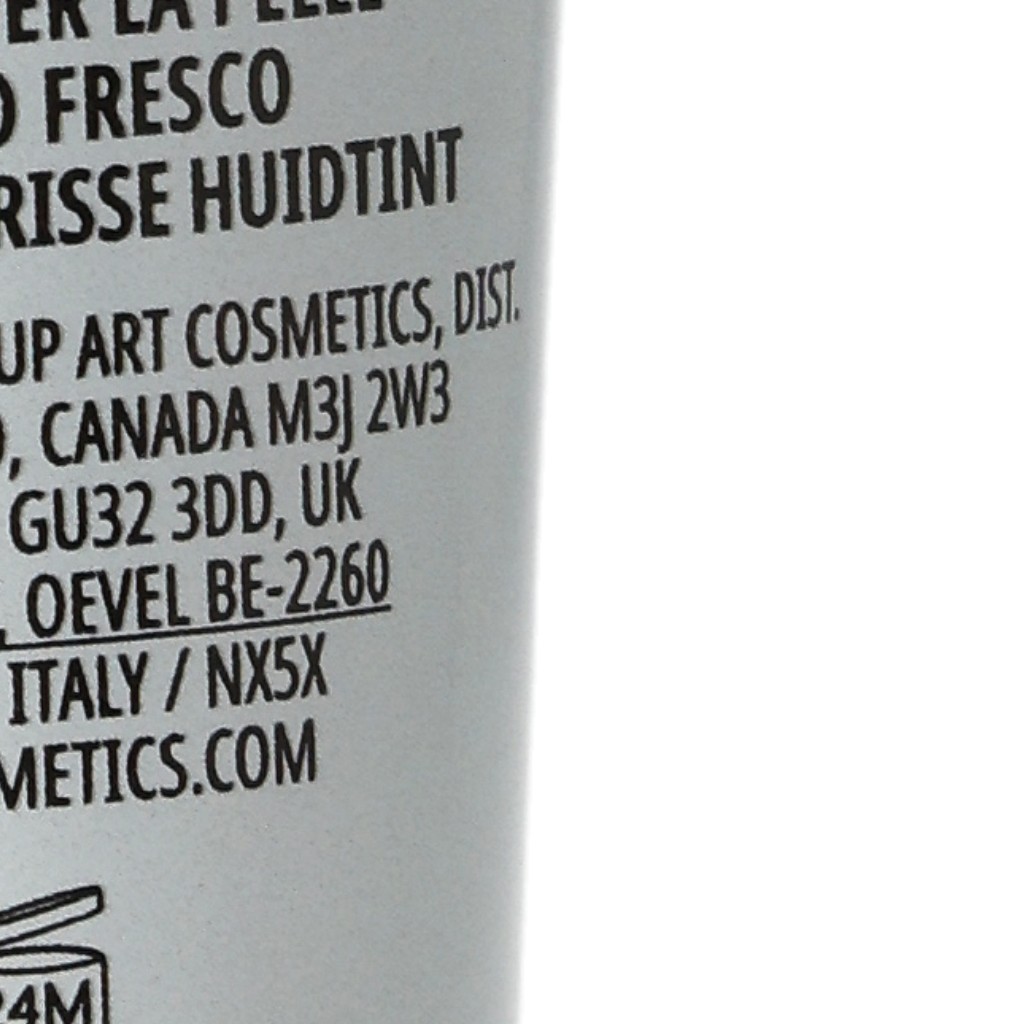 ER LA PELLE
O FRESCO
RISSE HUIDTINT
UP ART COSMETICS, DIST.
, CANADA M3J 2W3
GU32 3DD, UK
, OEVEL BE-2260
ITALY / NX5X
METICS.COM
24M